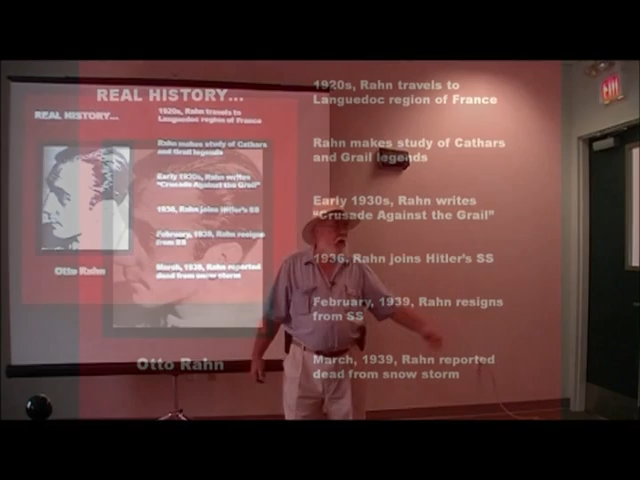 REAL HISTORY...
1920s, Rahn travels to
Languedoc region of France
Rahn makes study of Cathars
and Grail legends
Early 1930s, Rahn writes
"Crusade Against the Grail"
1936, Rahn joins Hitler's SS
February, 1939, Rahn resigns
from SS
March, 1939, Rahn reported
dead from snow storm
Otto Rahn
REAL HISTORY...
1920s, Rahn travels to
Languedoc region of France
Rahn makes study of Cathars
and Grail legends
Early 1930s, Rahn writes
"Crusade Against the Grail"
1936, Rahn joins Hitler's SS
February, 1939, Rahn resigns
from SS
March, 1939, Rahn reported
dead from snow storm
Otto Rahn
EXIT